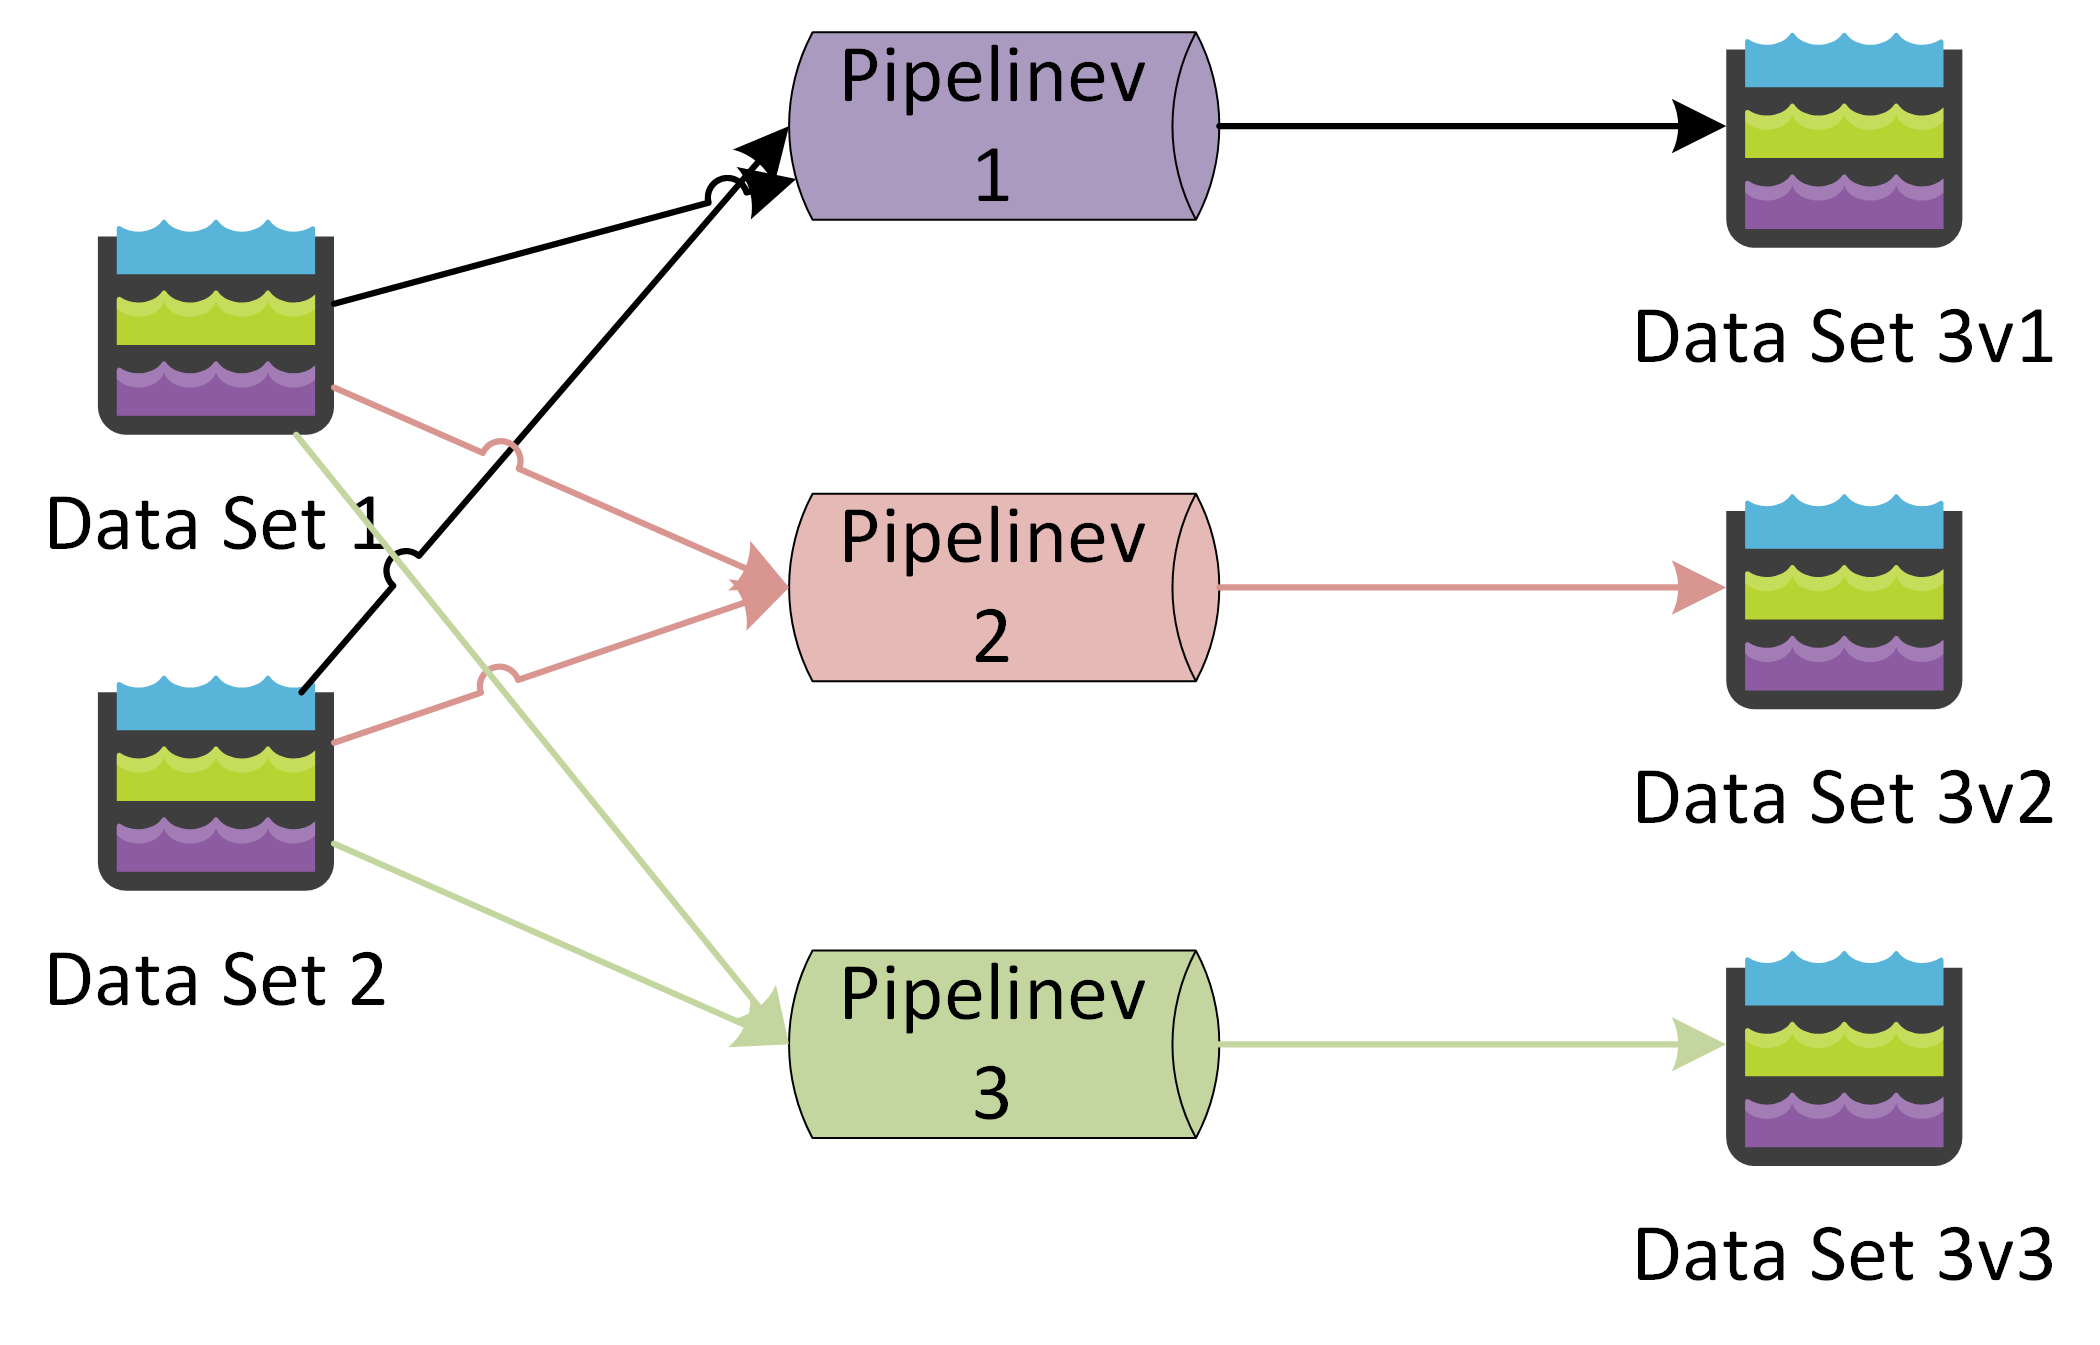 Pipelinev
1
Data Set 3v1
Data Set 1
Pipelinev
2
Data Set 3v2
Data Set 2
Pipelinev
3
Data Set 3v3